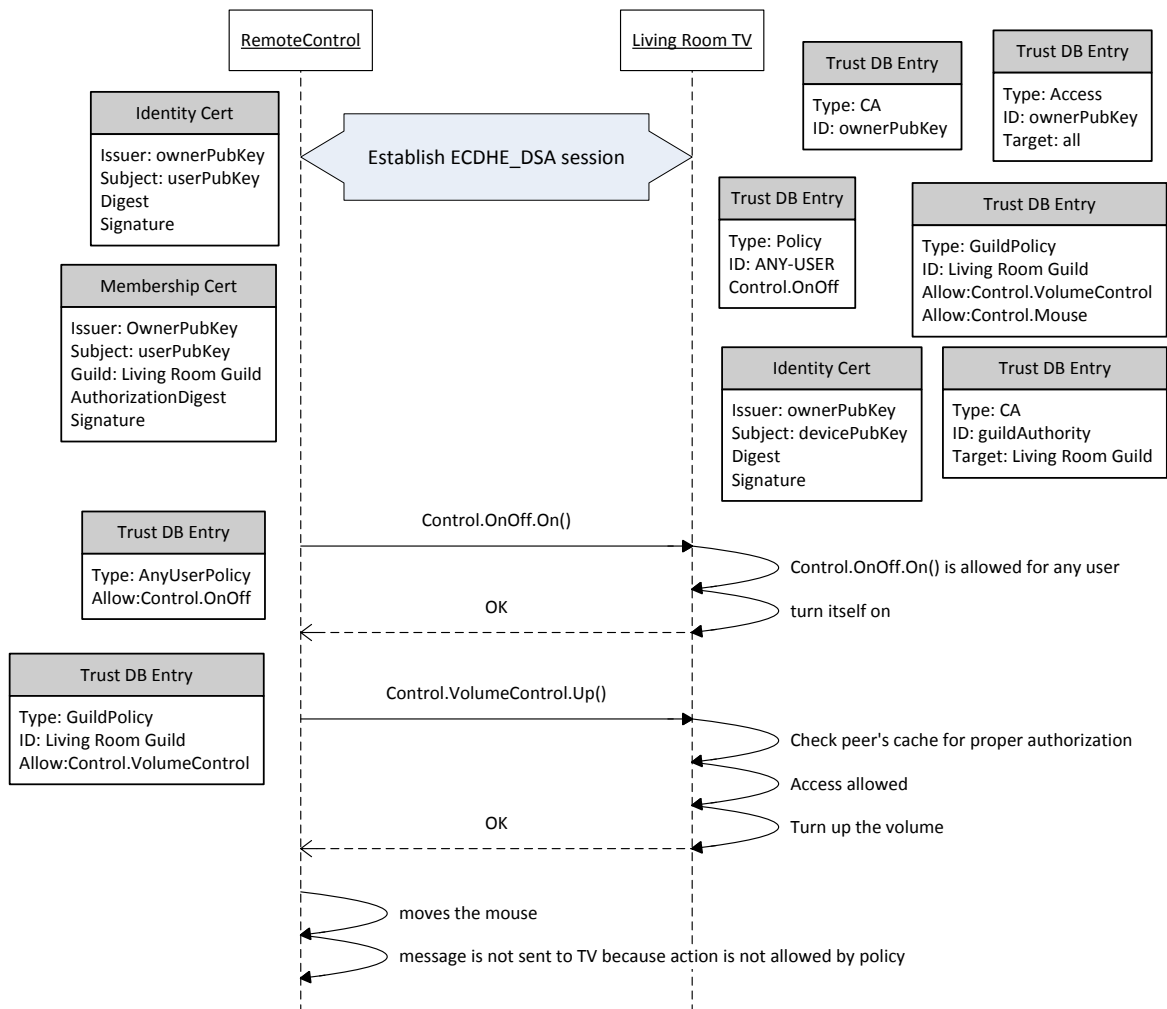 RemoteControl
Living Room TV
Trust DB Entry
Type: CA
ID: ownerPubKey
Trust DB Entry
Type: Access
ID: ownerPubKey
Target: all
Identity Cert
Issuer: ownerPubKey
Subject: userPubKey
Digest
Signature
Establish ECDHE_DSA session
Trust DB Entry
Type: Policy
ID: ANY-USER
Control.OnOff
Trust DB Entry
Type: GuildPolicy
ID: Living Room Guild
Allow:Control.VolumeControl
Allow:Control.Mouse
Membership Cert
Issuer: OwnerPubKey
Subject: userPubKey
Guild: Living Room Guild
AuthorizationDigest
Signature
Identity Cert
Issuer: ownerPubKey
Subject: devicePubKey
Digest
Signature
Trust DB Entry
Type: CA
ID: guildAuthority
Target: Living Room Guild
Trust DB Entry
Type: AnyUserPolicy
Allow:Control.OnOff
Control.OnOff.On()
Control.OnOff.On() is allowed for any user
OK
turn itself on
Trust DB Entry
Type: GuildPolicy
ID: Living Room Guild
Allow:Control.VolumeControl
Control.VolumeControl.Up()
Check peer's cache for proper authorization
Access allowed
OK
Turn up the volume
moves the mouse
message is not sent to TV because action is not allowed by policy